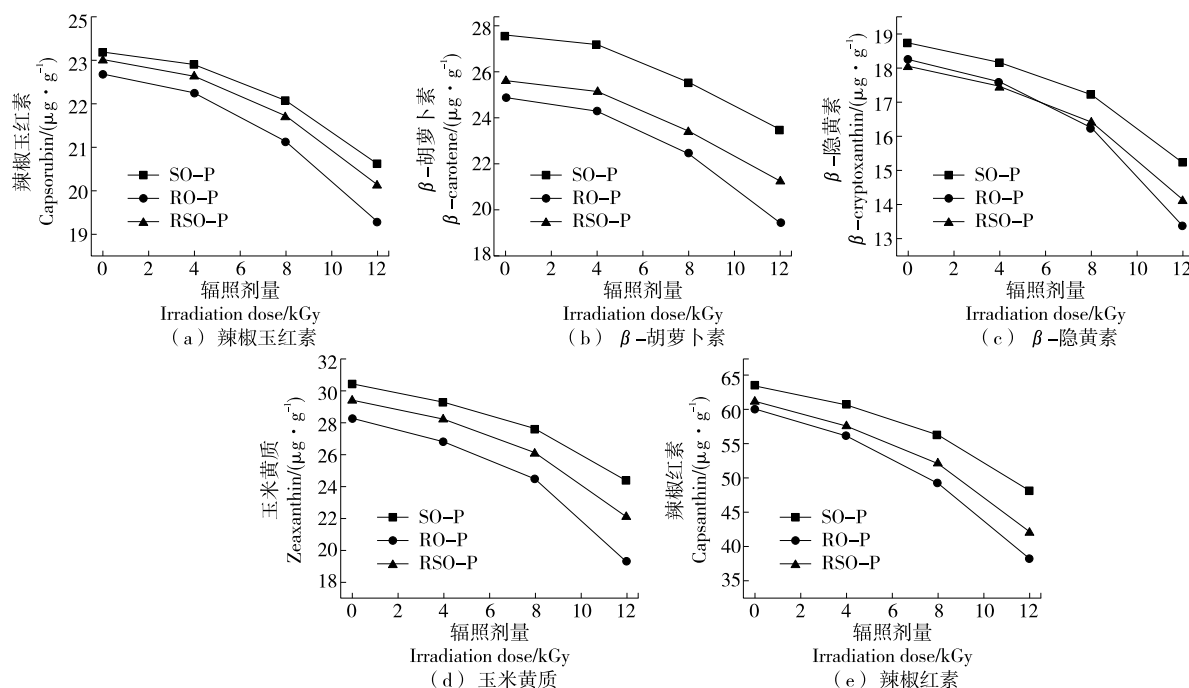 辣椒玉红素
Capsorubin/(μg·g⁻¹)
25
23
22
20
19
SO-P
RO-P
RSO-P
0 2 4 6 8 10 12
辐照剂量
Irradiation dose/kGy
(a) 辣椒玉红素
β-胡萝卜素
β-carotene/(μg·g⁻¹)
28
26
24
22
20
18
SO-P
RO-P
RSO-P
0 2 4 6 8 10 12
辐照剂量
Irradiation dose/kGy
(b) β-胡萝卜素
β-隐黄素
β-cryptoxanthin/(μg·g⁻¹)
19
18
16
14
13
SO-P
RO-P
RSO-P
0 2 4 6 8 10 12
辐照剂量
Irradiation dose/kGy
(c) β-隐黄素
玉米黄质
Zeaxanthin/(μg·g⁻¹)
32
30
28
26
24
22
20
18
SO-P
RO-P
RSO-P
0 2 4 6 8 10 12
辐照剂量
Irradiation dose/kGy
(d) 玉米黄质
辣椒红素
Capsanthin/(μg·g⁻¹)
65
60
55
50
45
40
35
SO-P
RO-P
RSO-P
0 2 4 6 8 10 12
辐照剂量
Irradiation dose/kGy
(e) 辣椒红素